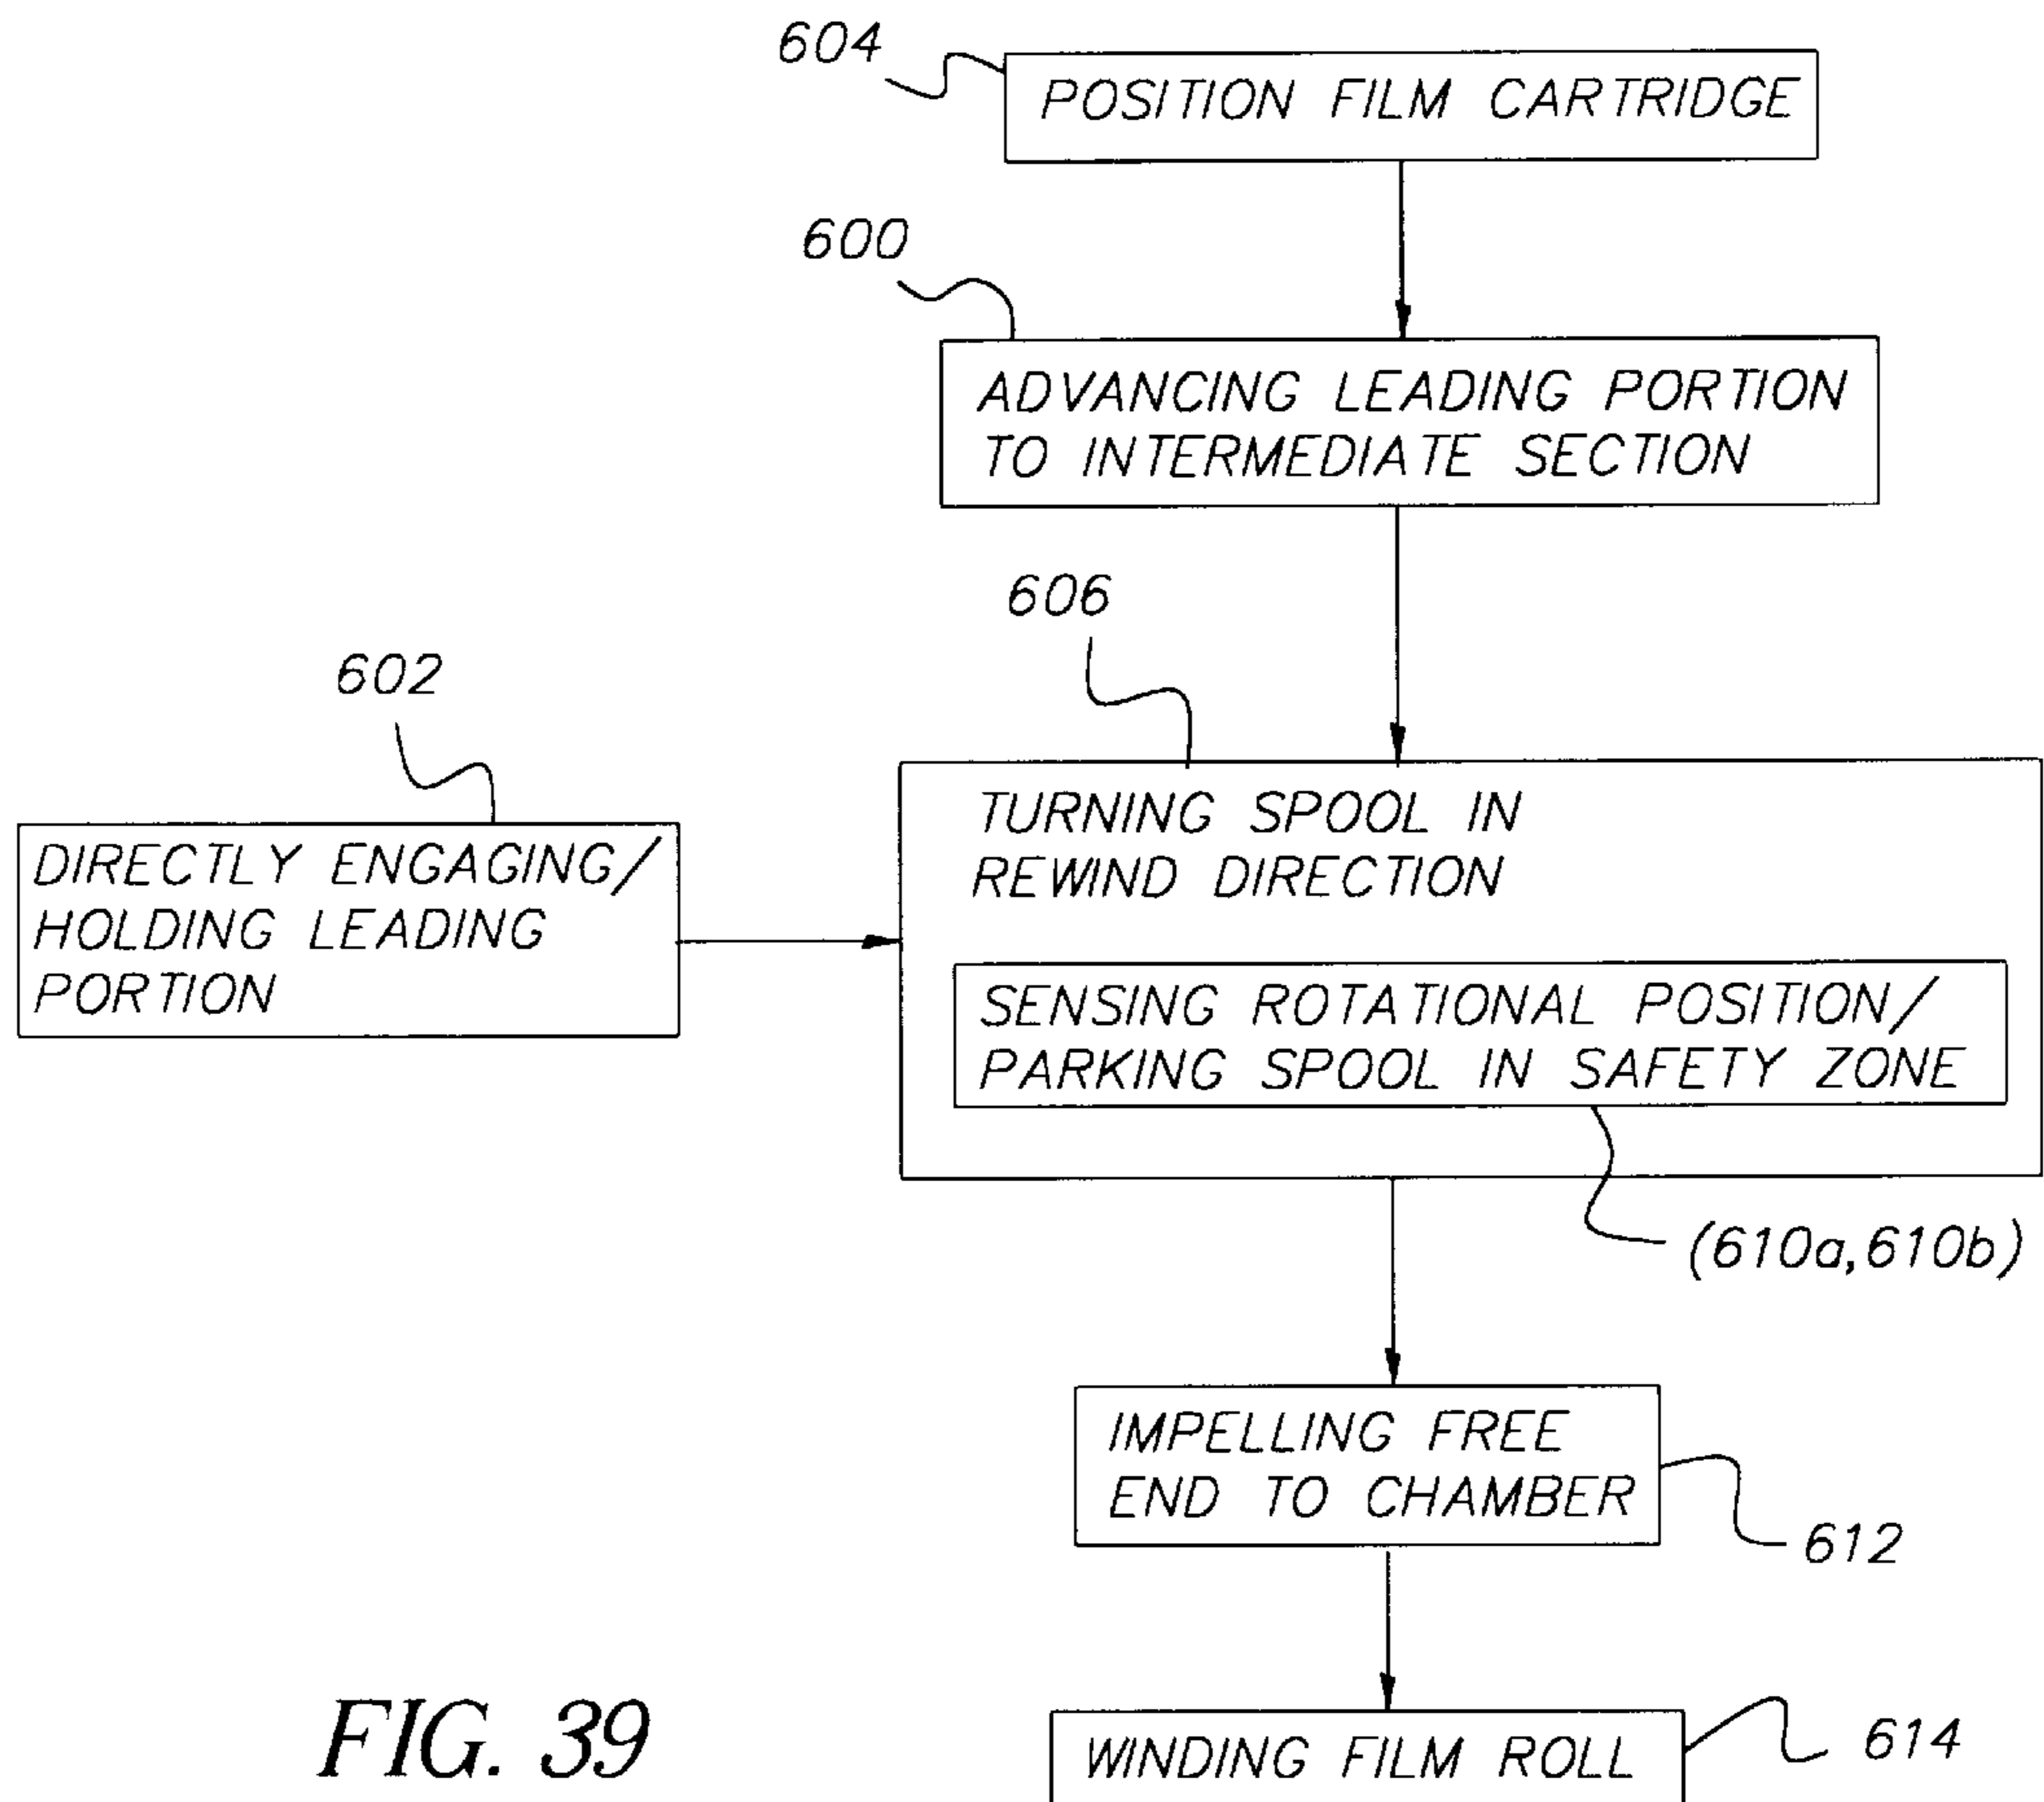 604
POSITION FILM CARTRIDGE
600
ADVANCING LEADING PORTION
TO INTERMEDIATE SECTION
606
602
TURNING SPOOL IN
REWIND DIRECTION
DIRECTLY ENGAGING/
HOLDING LEADING
PORTION
SENSING ROTATIONAL POSITION/
PARKING SPOOL IN SAFETY ZONE
(610a,610b)
IMPELLING FREE
END TO CHAMBER
612
WINDING FILM ROLL
614
FIG. 39